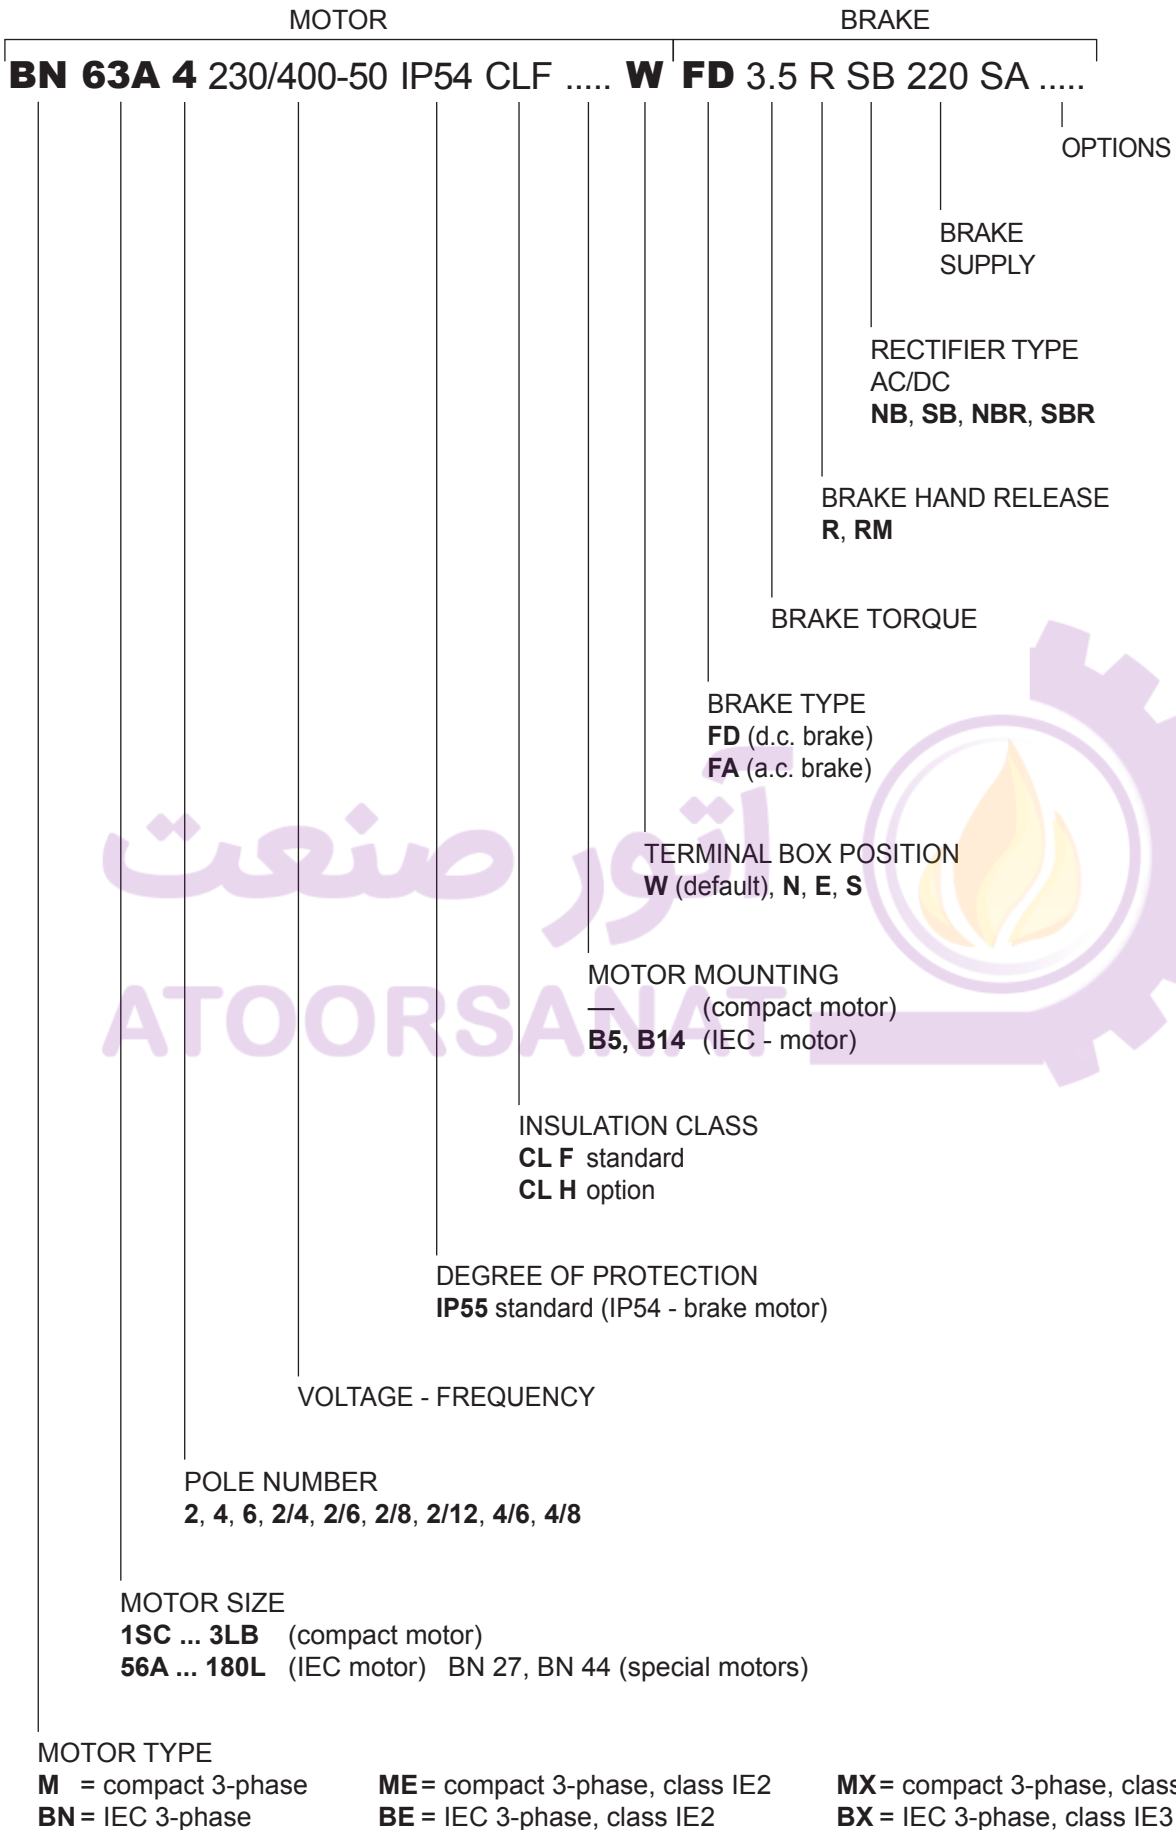 MOTOR BRAKE
BN 63A 4 230/400-50 IP54 CLF ..... W FD 3.5 R SB 220 SA .....
OPTIONS
BRAKE
SUPPLY
RECTIFIER TYPE
AC/DC
NB, SB, NBR, SBR
BRAKE HAND RELEASE
R, RM
BRAKE TORQUE
BRAKE TYPE
FD (d.c. brake)
FA (a.c. brake)
آتور صنعت
ATOORSANAT
TERMINAL BOX POSITION
W (default), N, E, S
MOTOR MOUNTING
— (compact motor)
B5, B14 (IEC - motor)
INSULATION CLASS
CL F standard
CL H option
DEGREE OF PROTECTION
IP55 standard (IP54 - brake motor)
VOLTAGE - FREQUENCY
POLE NUMBER
2, 4, 6, 2/4, 2/6, 2/8, 2/12, 4/6, 4/8
MOTOR SIZE
1SC ... 3LB (compact motor)
56A ... 180L (IEC motor) BN 27, BN 44 (special motors)
MOTOR TYPE
M = compact 3-phase ME = compact 3-phase, class IE2 MX = compact 3-phase, clas
BN = IEC 3-phase BE = IEC 3-phase, class IE2 BX = IEC 3-phase, class IE3